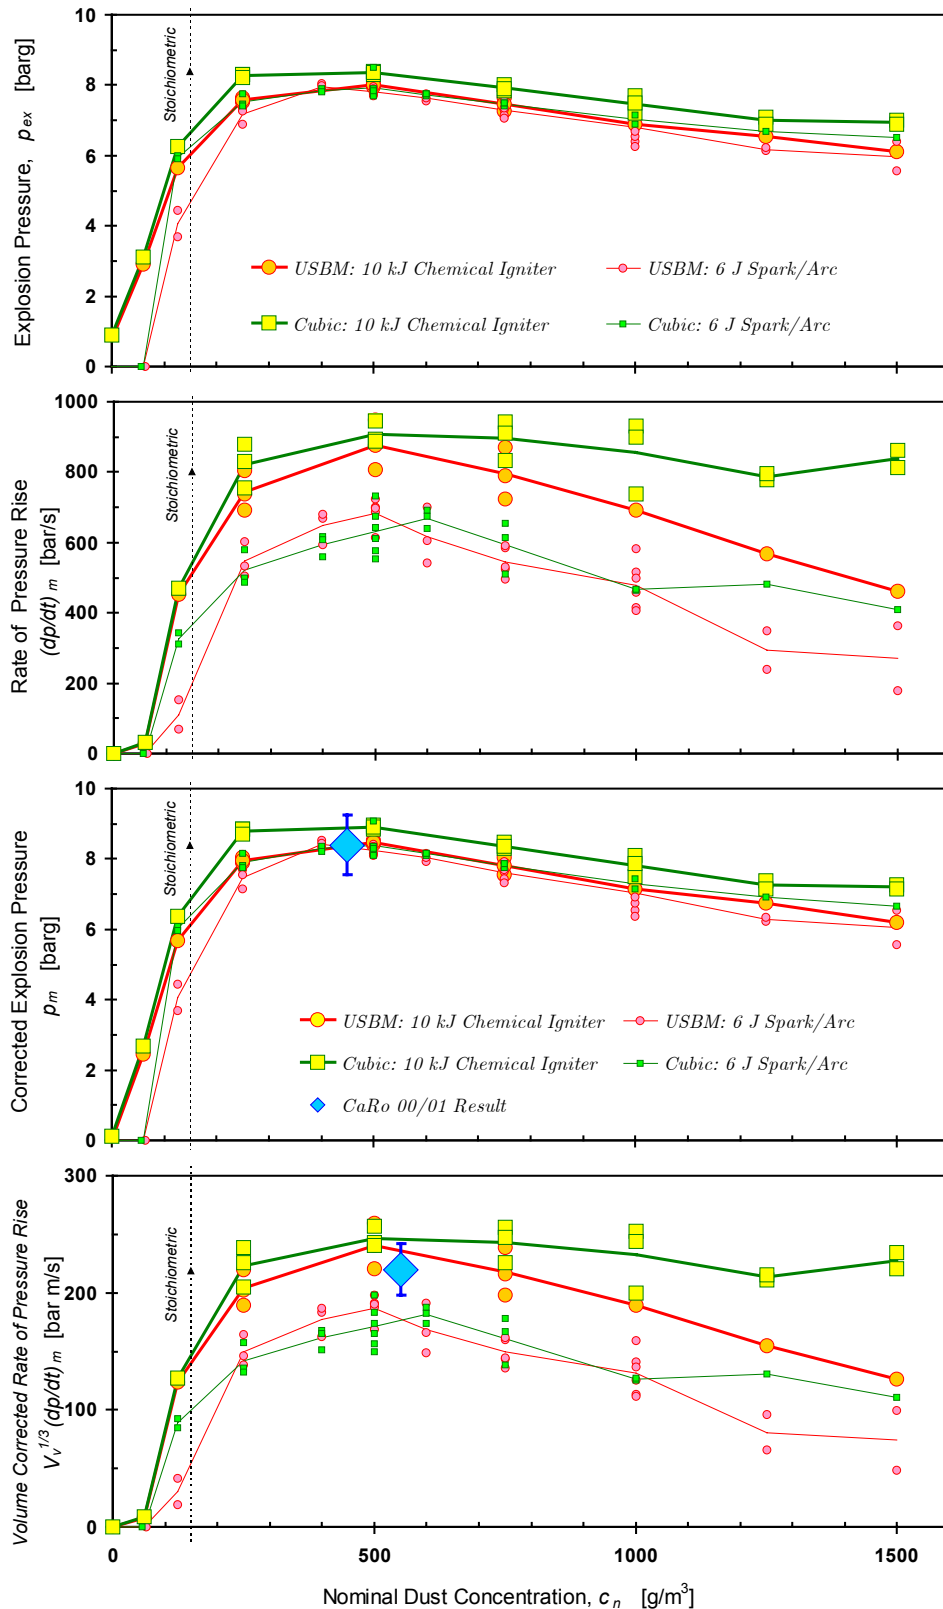 Explosion Pressure, p ex [barg]
10
8
6
4
2
0
Stoichiometric
USBM: 10 kJ Chemical Igniter
USBM: 6 J Spark/Arc
Cubic: 10 kJ Chemical Igniter
Cubic: 6 J Spark/Arc
Rate of Pressure Rise
(dp/dt) m [bar/s]
1000
800
600
400
200
0
Stoichiometric
Corrected Explosion Pressure
p m [barg]
10
8
6
4
2
0
Stoichiometric
USBM: 10 kJ Chemical Igniter
USBM: 6 J Spark/Arc
Cubic: 10 kJ Chemical Igniter
Cubic: 6 J Spark/Arc
CaRo 00/01 Result
Volume Corrected Rate of Pressure Rise
Vv^1/3 (dp/dt) m [bar m/s]
300
200
100
0
Stoichiometric
0 500 1000 1500
Nominal Dust Concentration, c n [g/m³]